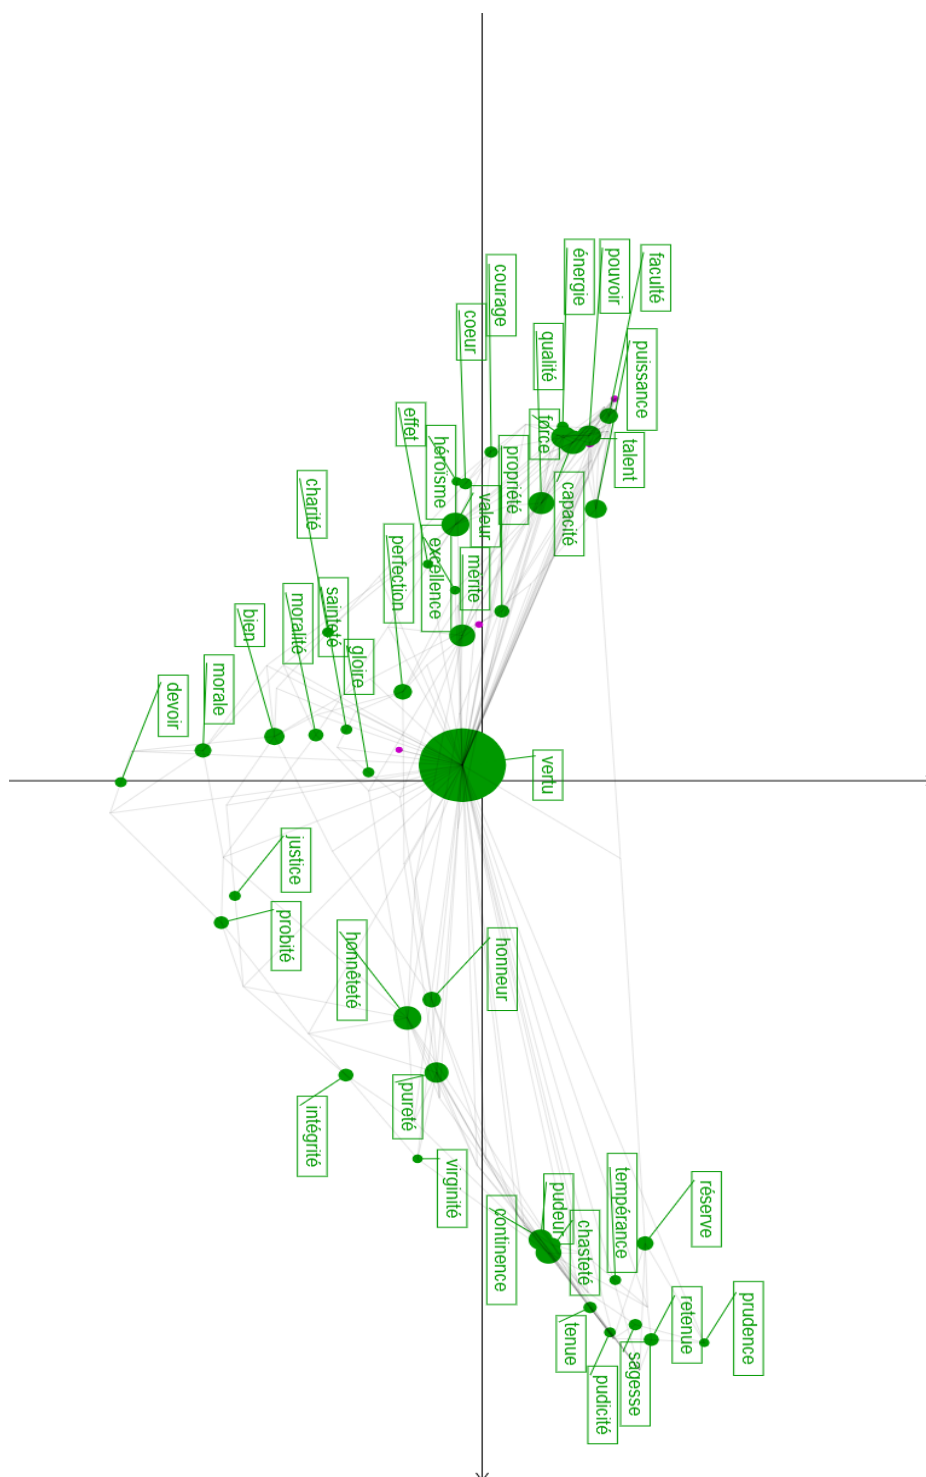 faculté
pouvoir
énergie
courage
coeur
qualité
puissance
effet
force
héroïsme
talent
propriété
charité
valeur
capacité
perfection
excellence
mérite
sainteté
moralité
bien
gloire
morale
devoir
vertu
justice
probité
honnêteté
honneur
pureté
intégrité
virginité
tempérance
réserve
pudeur
continence
chasteté
retenue
prudence
tenue
sagesse
pudicité